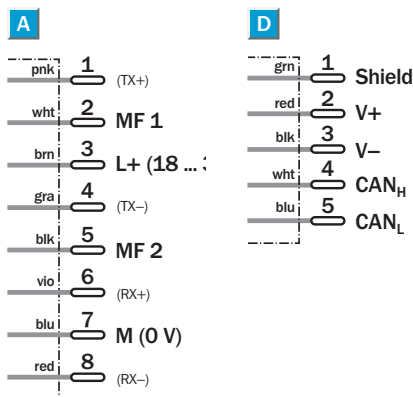 A
pnk 1 (TX+)
wht 2 MF 1
brn 3 L+ (18 ...
gra 4 (TX–)
blk 5 MF 2
vio 6 (RX+)
blu 7 M (0 V)
red 8 (RX–)
D
grn 1 Shield
red 2 V+
blk 3 V–
wht 4 CANH
blu 5 CANL